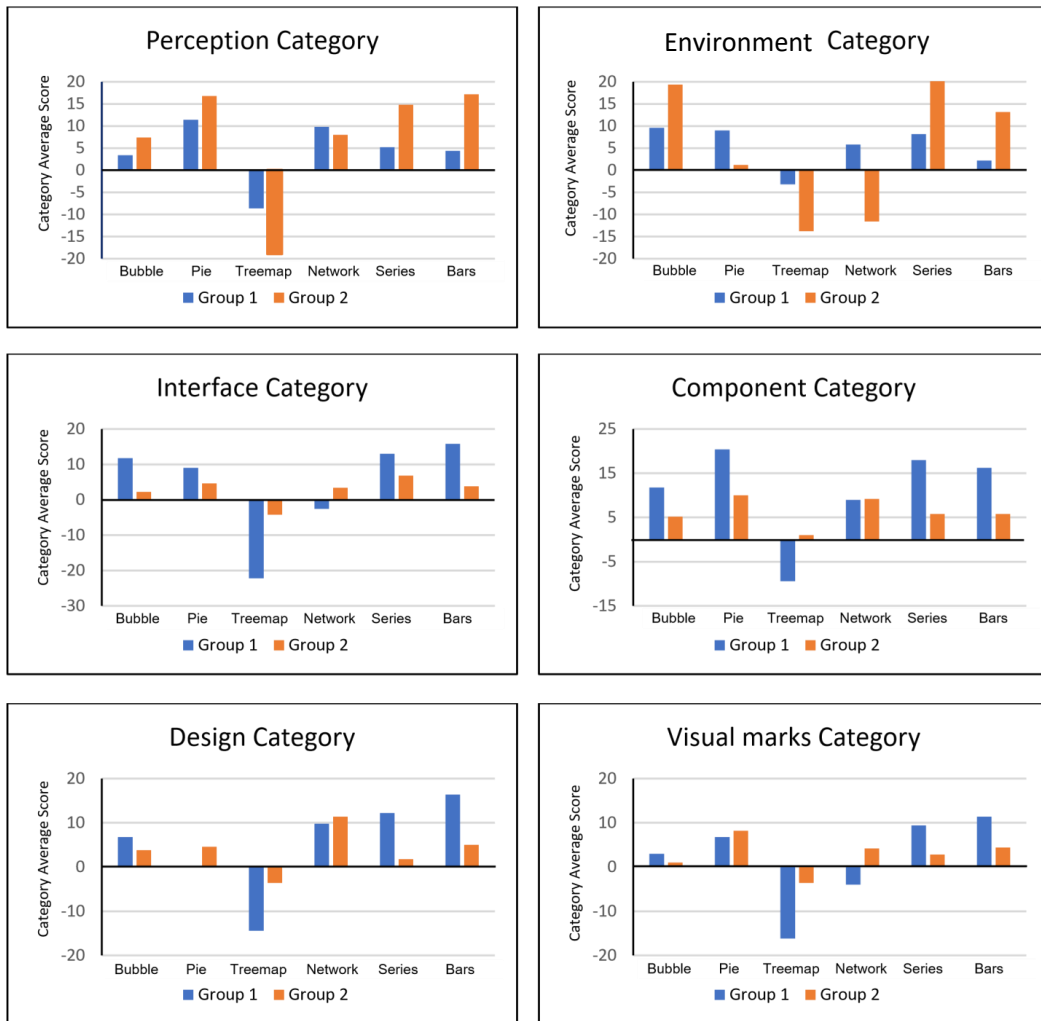 Perception Category
Category Average Score
20
15
10
5
0
-5
-10
-15
-20
Bubble Pie Treemap Network Series Bars
Group 1 Group 2
Environment Category
Category Average Score
20
15
10
5
0
-5
-10
-15
-20
Bubble Pie Treemap Network Series Bars
Group 1 Group 2
Interface Category
Category Average Score
20
10
0
-10
-20
-30
Bubble Pie Treemap Network Series Bars
Group 1 Group 2
Component Category
Category Average Score
25
15
5
-5
-15
Bubble Pie Treemap Network Series Bars
Group 1 Group 2
Design Category
Category Average Score
20
10
0
-10
-20
Bubble Pie Treemap Network Series Bars
Group 1 Group 2
Visual marks Category
Category Average Score
20
10
0
-10
-20
Bubble Pie Treemap Network Series Bars
Group 1 Group 2